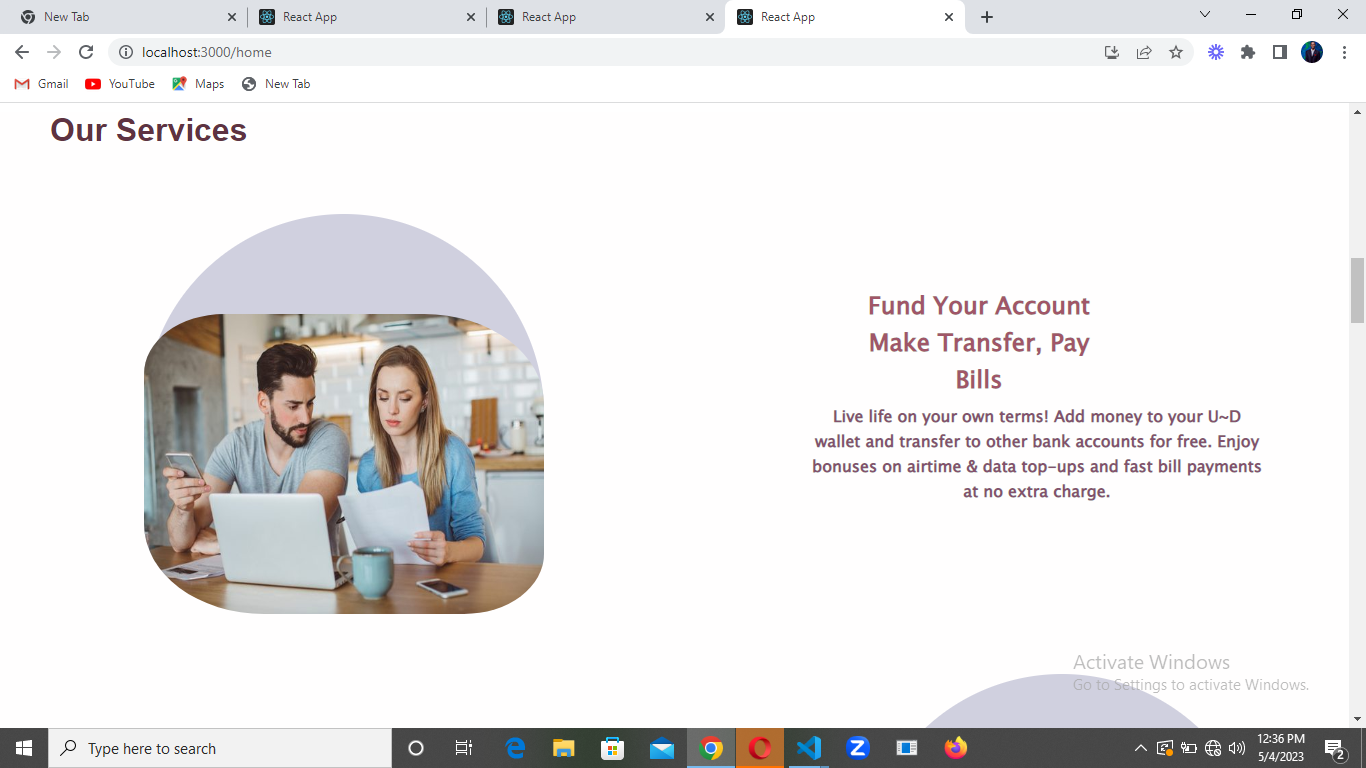 New Tab
React App
React App
React App
localhost:3000/home
Gmail
YouTube
Maps
New Tab
Our Services
Fund Your Account
Make Transfer, Pay
Bills
Live life on your own terms! Add money to your U~D
wallet and transfer to other bank accounts for free. Enjoy
bonuses on airtime & data top-ups and fast bill payments
at no extra charge.
Activate Windows
Go to Settings to activate Windows.
Type here to search
12:36 PM
5/4/2023
2